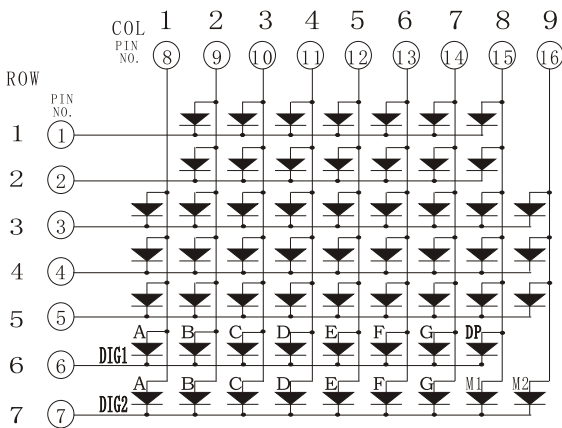 COL 1 2 3 4 5 6 7 8 9
PIN NO. 8 9 10 11 12 13 14 15 16
ROW
PIN NO.
1 1
2 2
3 3
4 4
5 5
A B C D E F G DP
6 6 DIG1
A B C D E F G M1 M2
7 7 DIG2